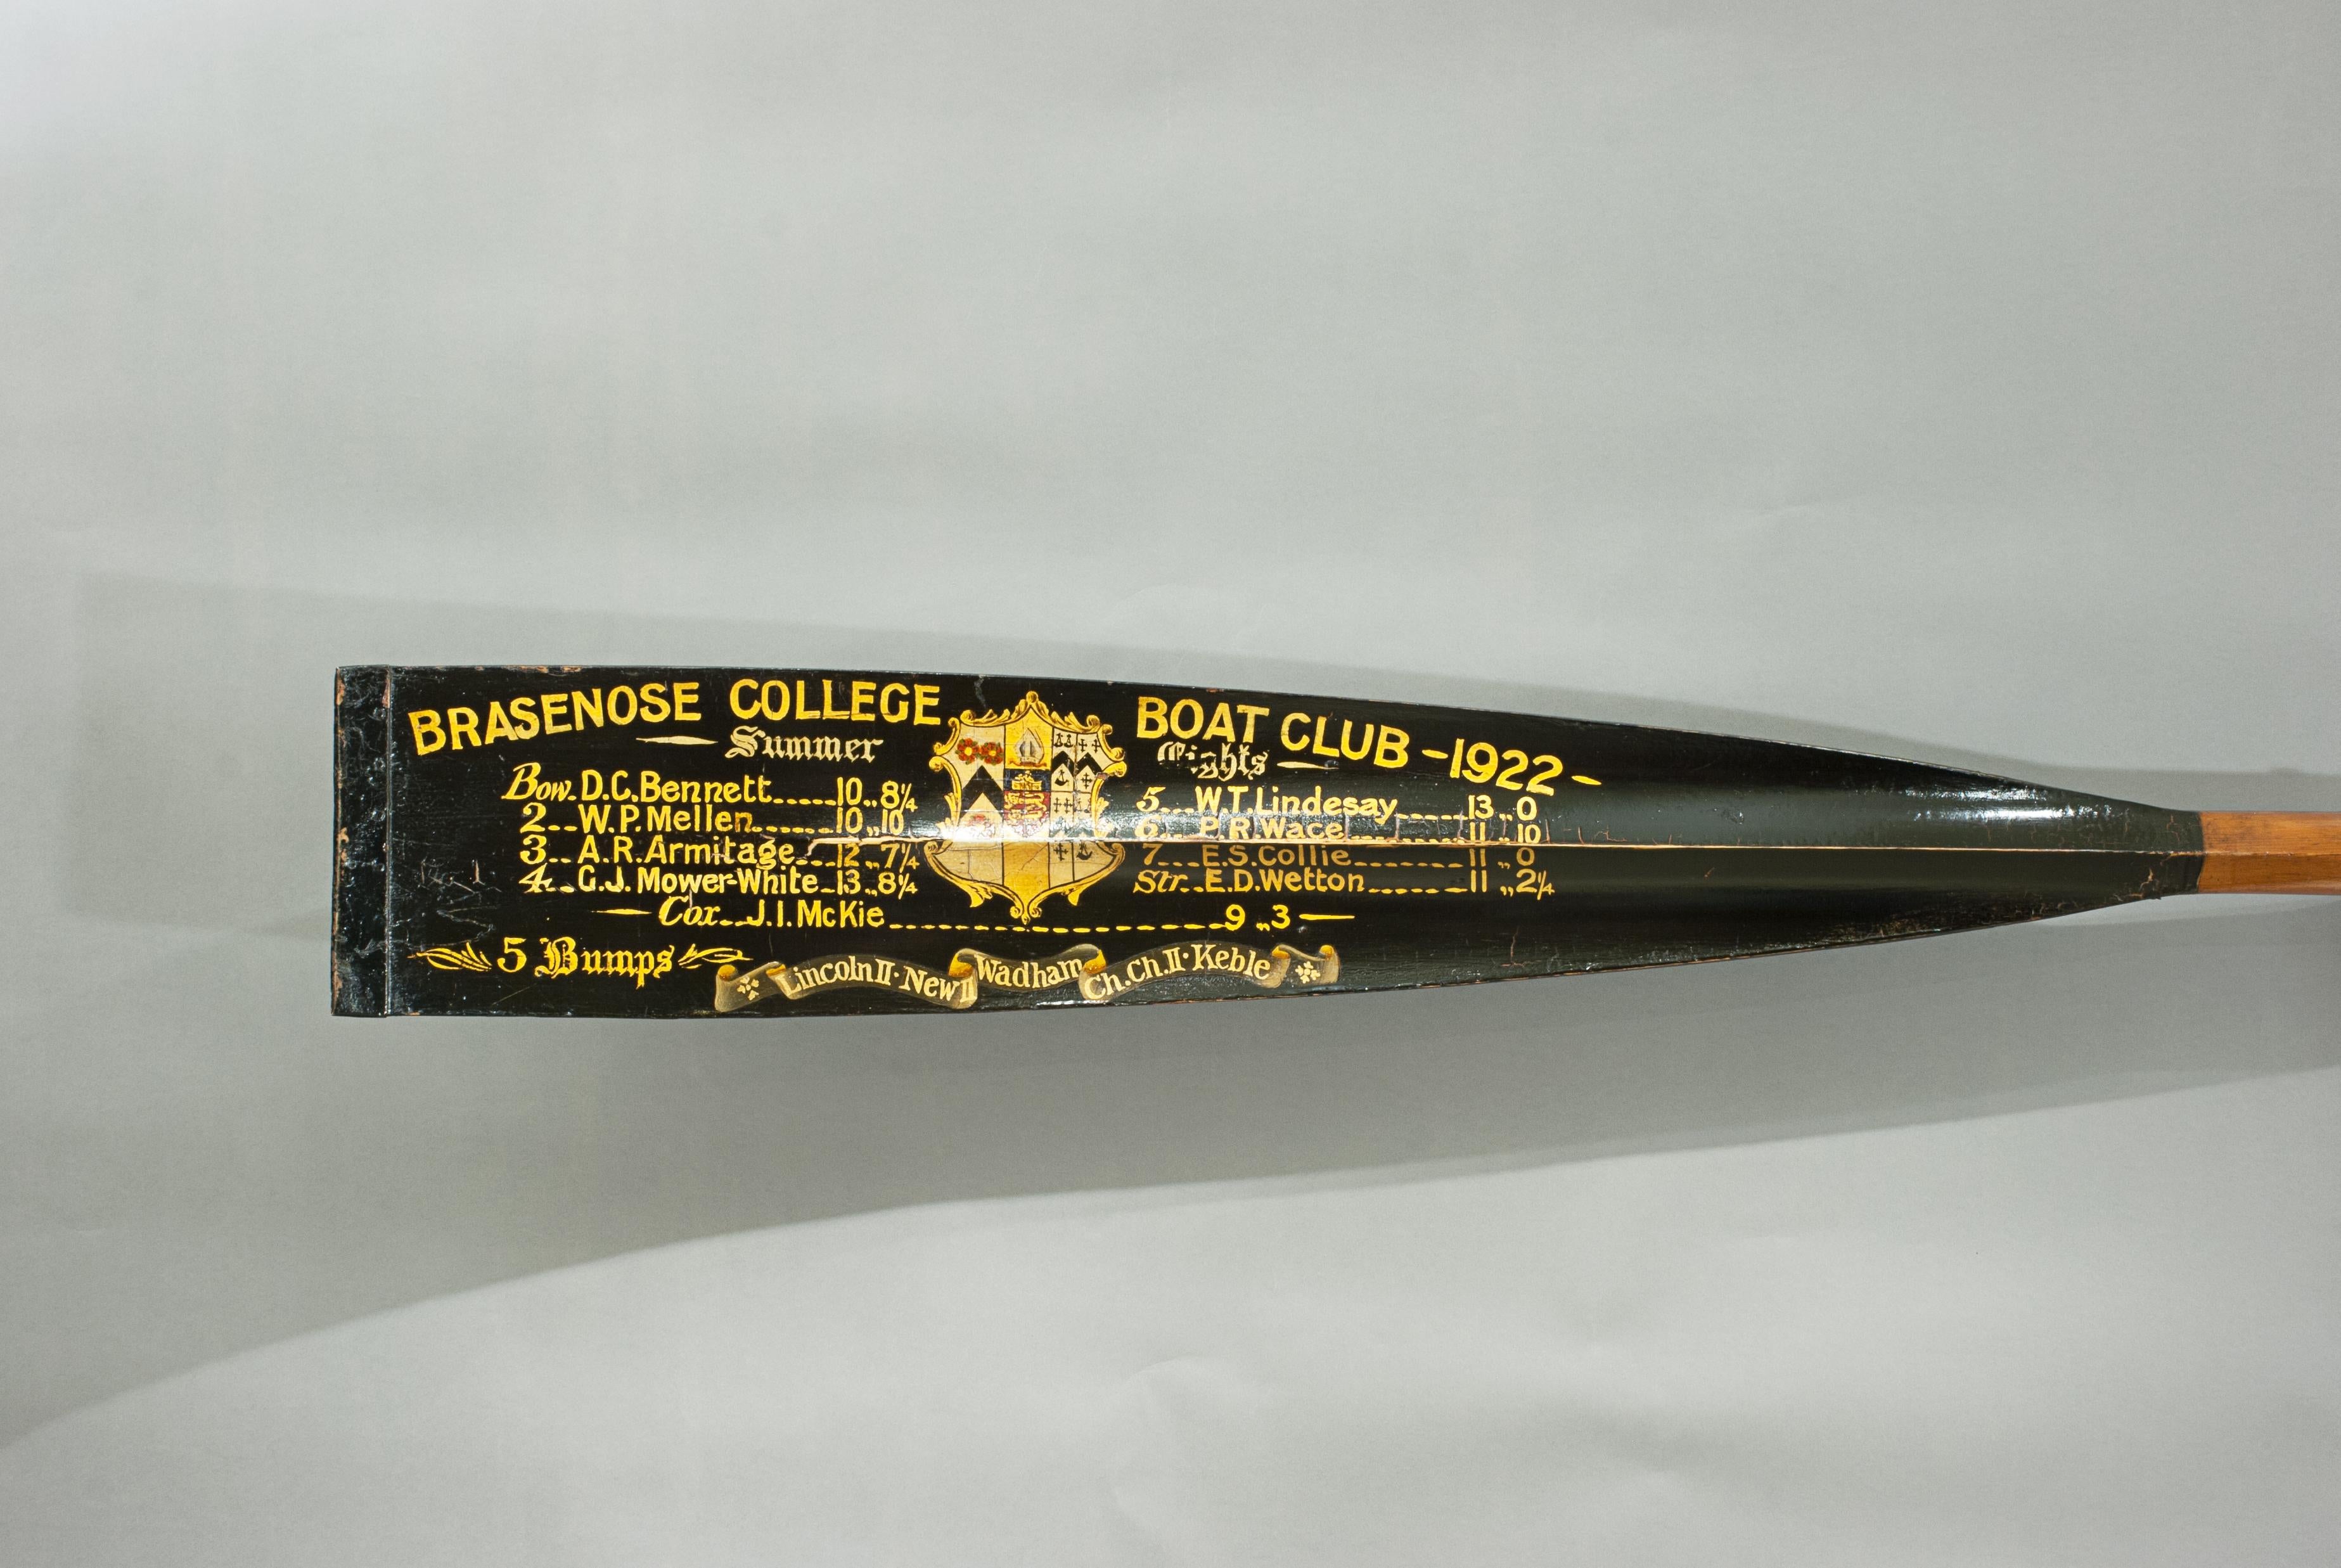 BRASENOSE COLLEGE BOAT CLUB -1922-
Summer Eights
Bow. D.C. Bennett.....10.,8¼
2...W.P. Mellen.......10.,10
3...A.R. Armitage...12.,7¼
4...G.J. Mower-White...13.,8¼
5...W.T. Lindesay......13.,0
6...P.R. Wace..........11.,10
7....E.S. Collie........11.,0
Str..E.D. Wetton.......11.,2¼
Cox...J.I. McKie....................9.,3
5 Bumps
Lincoln II · New II Wadham Ch. Ch. II · Keble